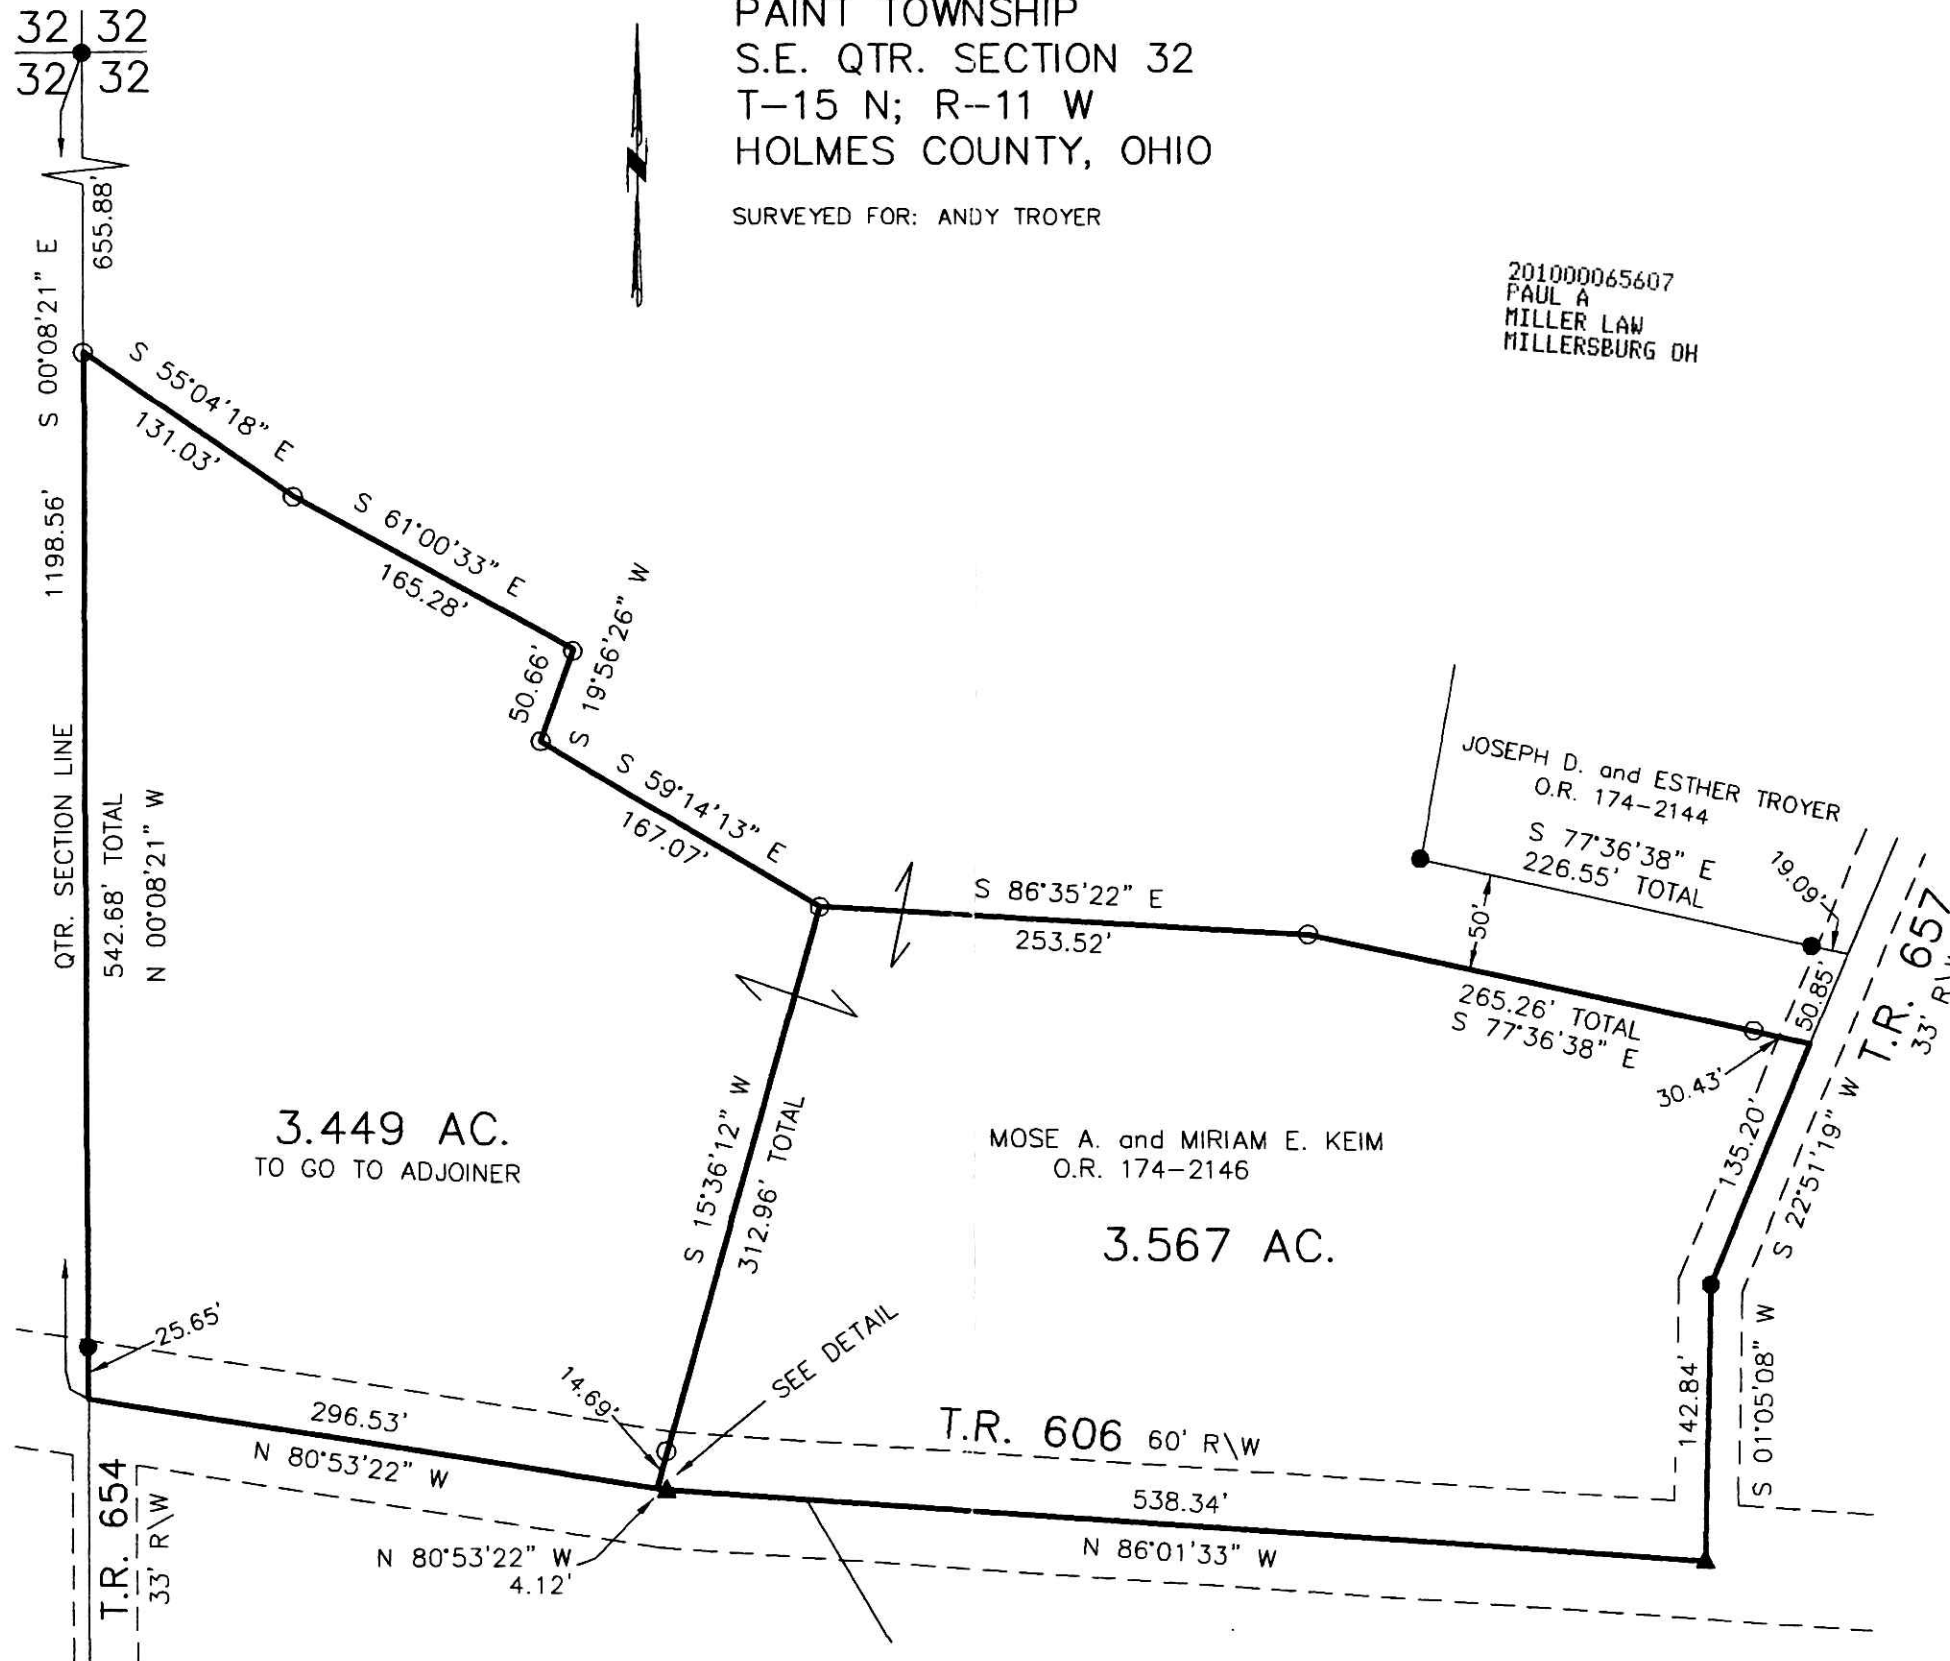 32 32
32 32
PAINT TOWNSHIP
S.E. QTR. SECTION 32
T-15 N; R--11 W
HOLMES COUNTY, OHIO
SURVEYED FOR: ANDY TROYER
201000065607
PAUL A
MILLER LAW
MILLERSBURG OH
655.88'
S 00°08'21" E
1198.56'
S 55°04'18" E
131.03'
S 61°00'33" E
165.28'
S 19°56'26" W
50.66'
S 59°14'13" E
167.07'
QTR. SECTION LINE
542.68' TOTAL
N 00°08'21" W
S 86°35'22" E
253.52'
JOSEPH D. and ESTHER TROYER
O.R. 174-2144
S 77°36'38" E
226.55' TOTAL
19.09'
50'
50.85'
T.R. 657
33' R\W
265.26' TOTAL
S 77°36'38" E
30.43'
135.20'
S 22°51'19" W
3.449 AC.
TO GO TO ADJOINER
S 15°36'12" W
312.96' TOTAL
MOSE A. and MIRIAM E. KEIM
O.R. 174-2146
3.567 AC.
25.65'
14.69'
SEE DETAIL
142.84'
S 01°05'08" W
296.53'
N 80°53'22" W
T.R. 606 60' R\W
538.34'
N 86°01'33" W
T.R. 654
33' R\W
N 80°53'22" W
4.12'